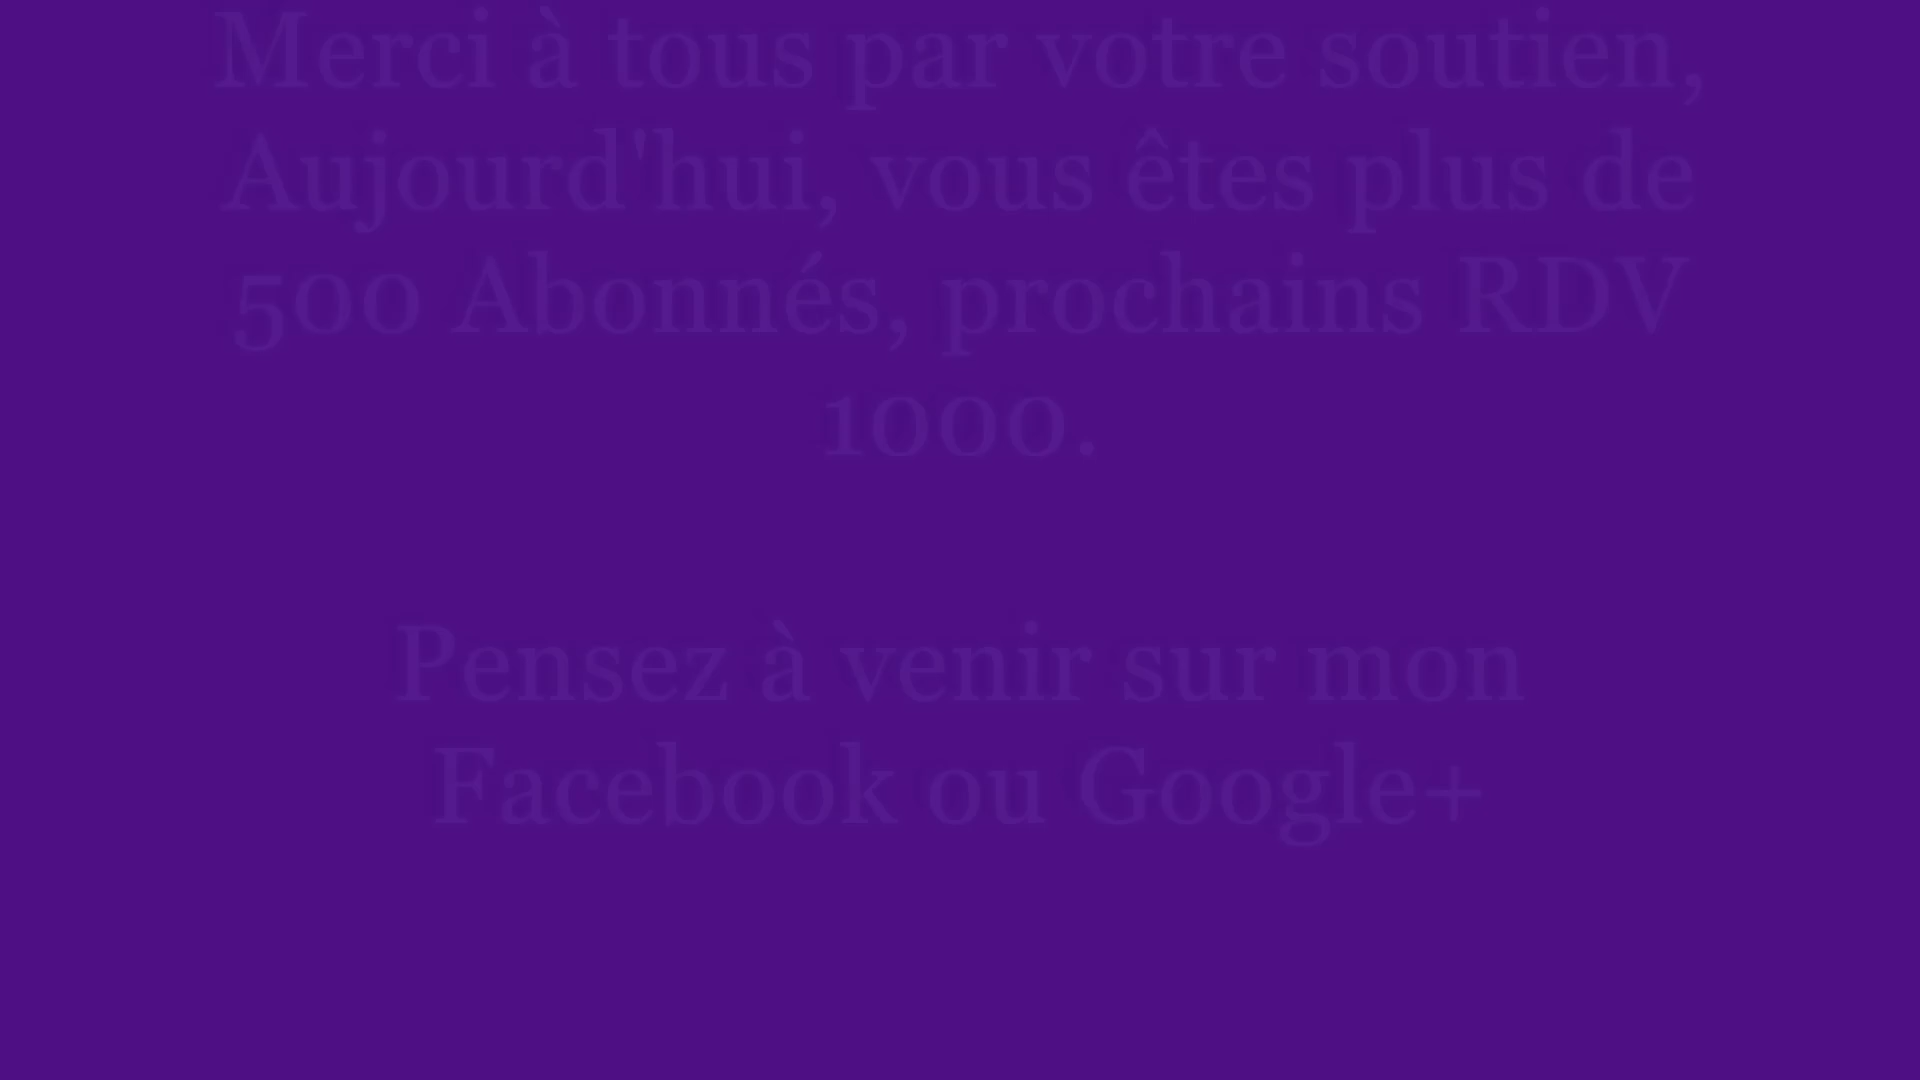 Merci à tous par votre soutien,
Aujourd'hui, vous êtes plus de
500 Abonnés, prochains RDV
1000.
Pensez à venir sur mon
Facebook ou Google+